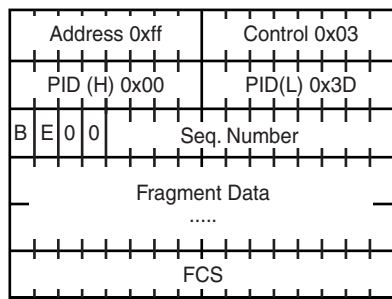 Address 0xff Control 0x03
PID (H) 0x00 PID(L) 0x3D
B E 0 0 Seq. Number
Fragment Data
.....
FCS